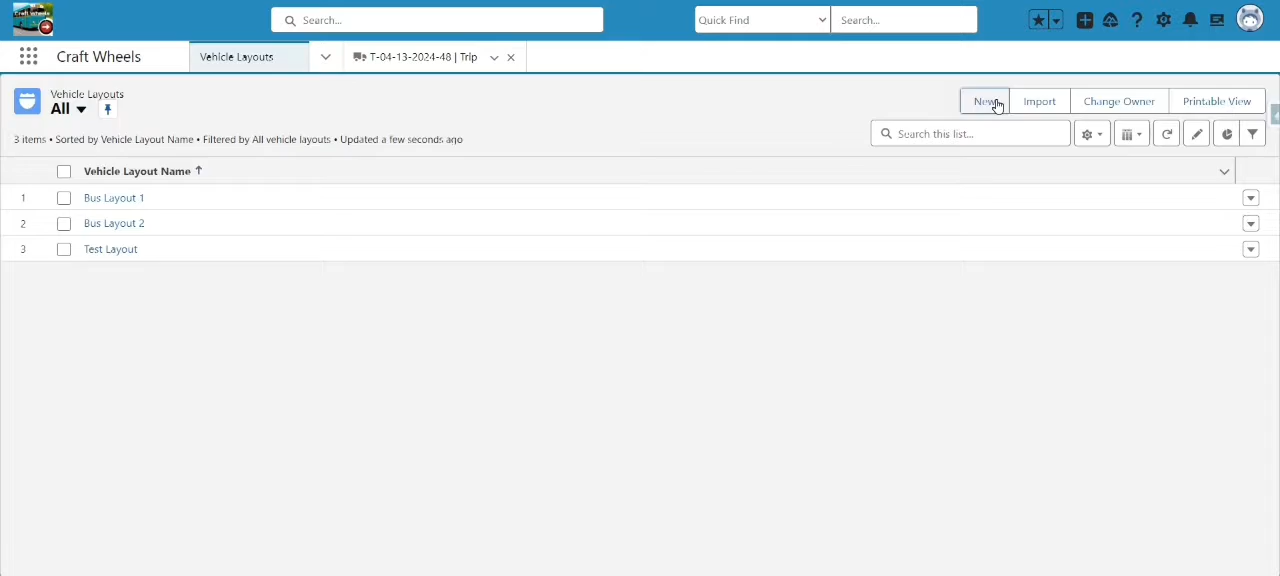 Craft Wheels
Search...
Quick Find
Search...
Craft Wheels
Vehicle Layouts
T-04-13-2024-48 | Trip
Vehicle Layouts
All
New
Import
Change Owner
Printable View
3 items • Sorted by Vehicle Layout Name • Filtered by All vehicle layouts • Updated a few seconds ago
Search this list...
Vehicle Layout Name ↑
1 Bus Layout 1
2 Bus Layout 2
3 Test Layout